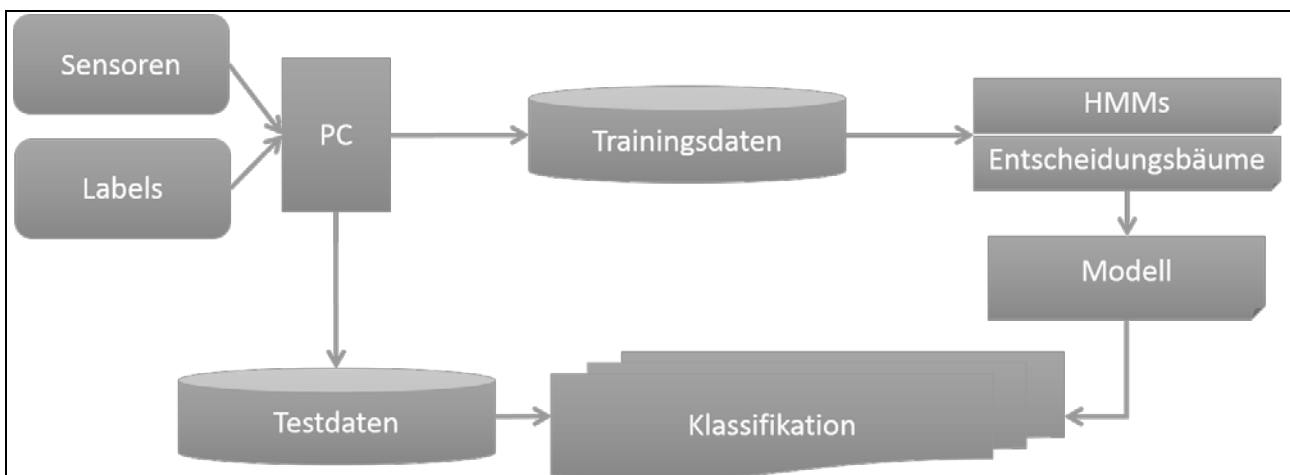 Sensoren
Labels
PC
Trainingsdaten
HMMs
Entscheidungsbäume
Modell
Testdaten
Klassifikation